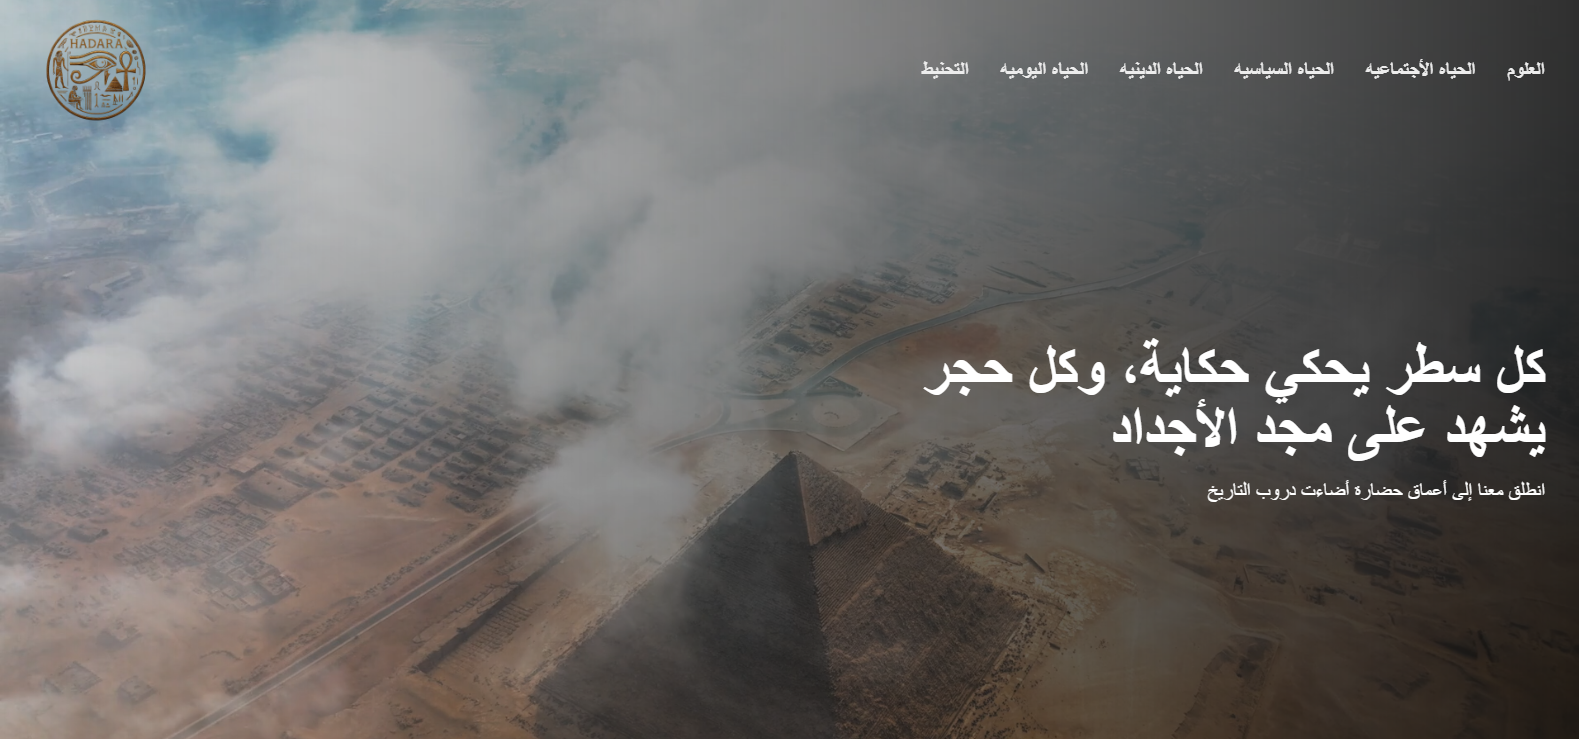 HADARA
العلوم الحياه الأجتماعيه الحياه السياسيه الحياه الدينيه الحياه اليوميه التحنيط
كل سطر يحكي حكاية، وكل حجر
يشهد على مجد الأجداد
انطلق معنا إلى أعماق حضارة أضاءت دروب التاريخ